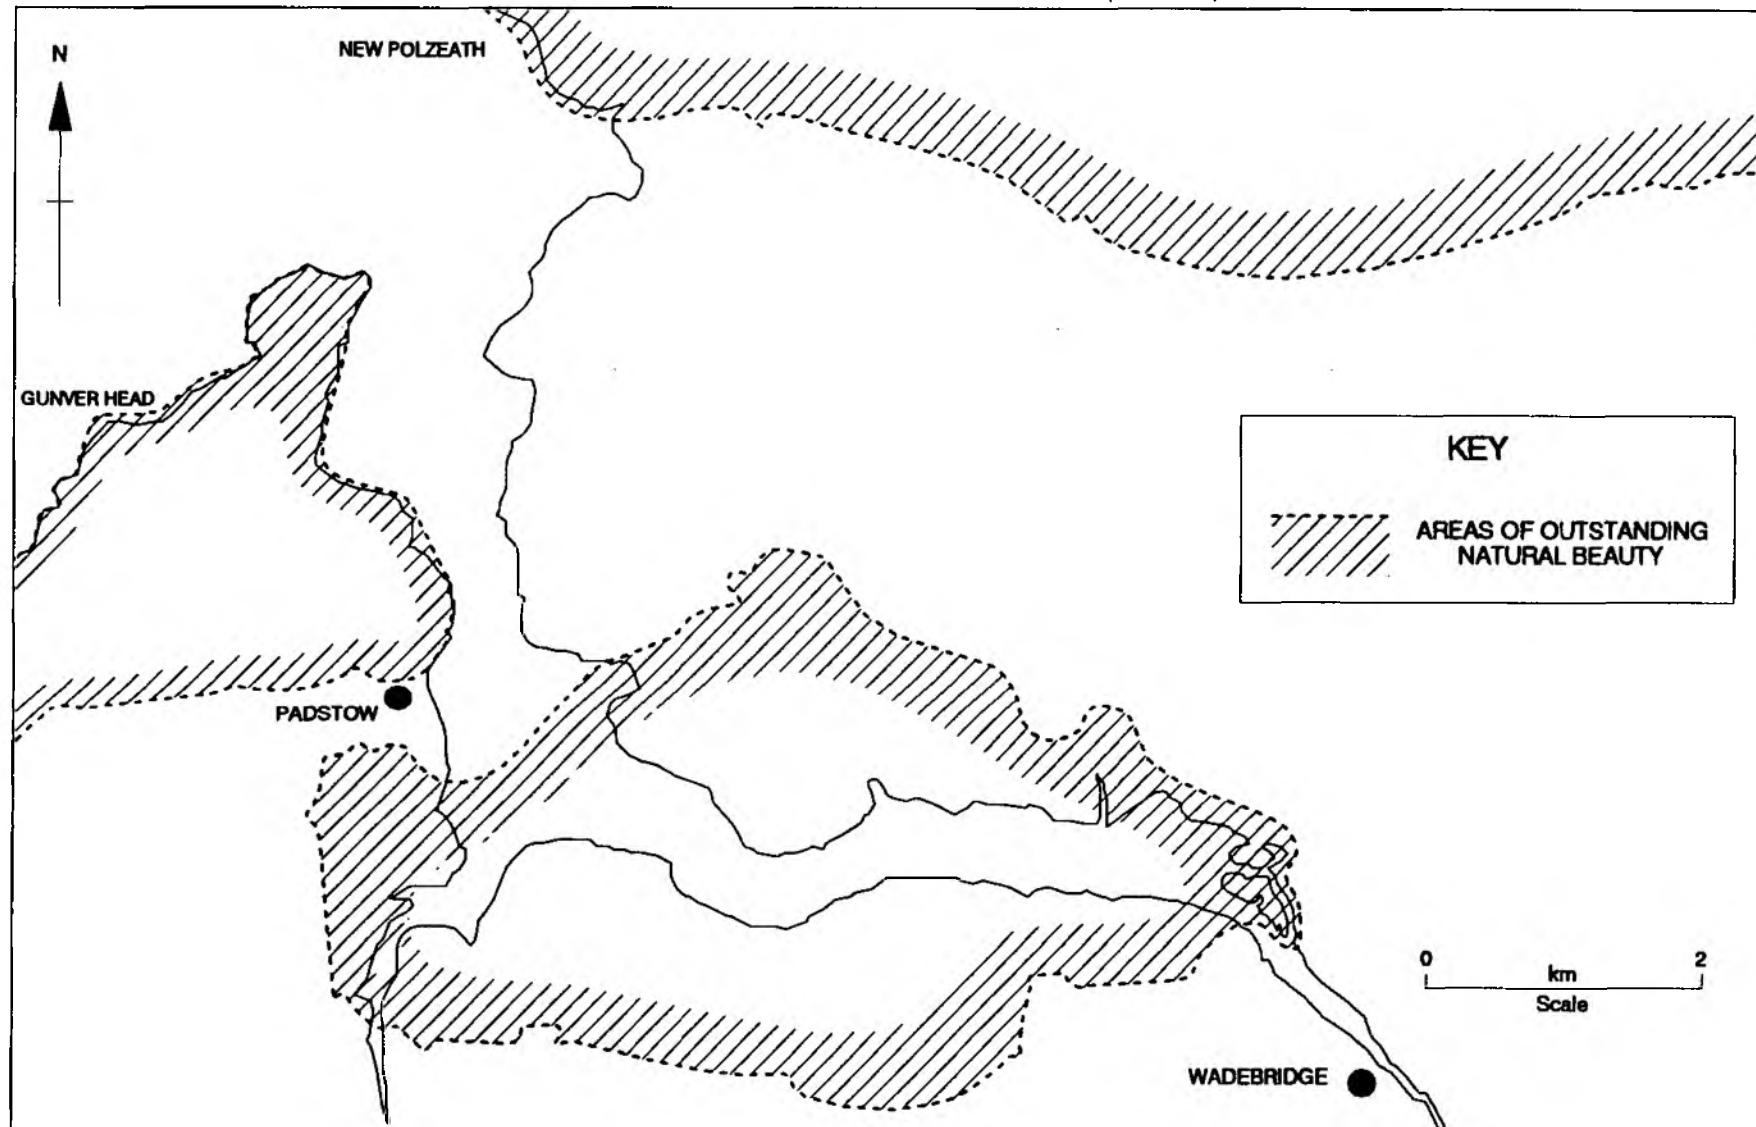 N
NEW POLZEATH
GUNVER HEAD
KEY
AREAS OF OUTSTANDING
NATURAL BEAUTY
PADSTOW
0 2
km
Scale
WADEBRIDGE